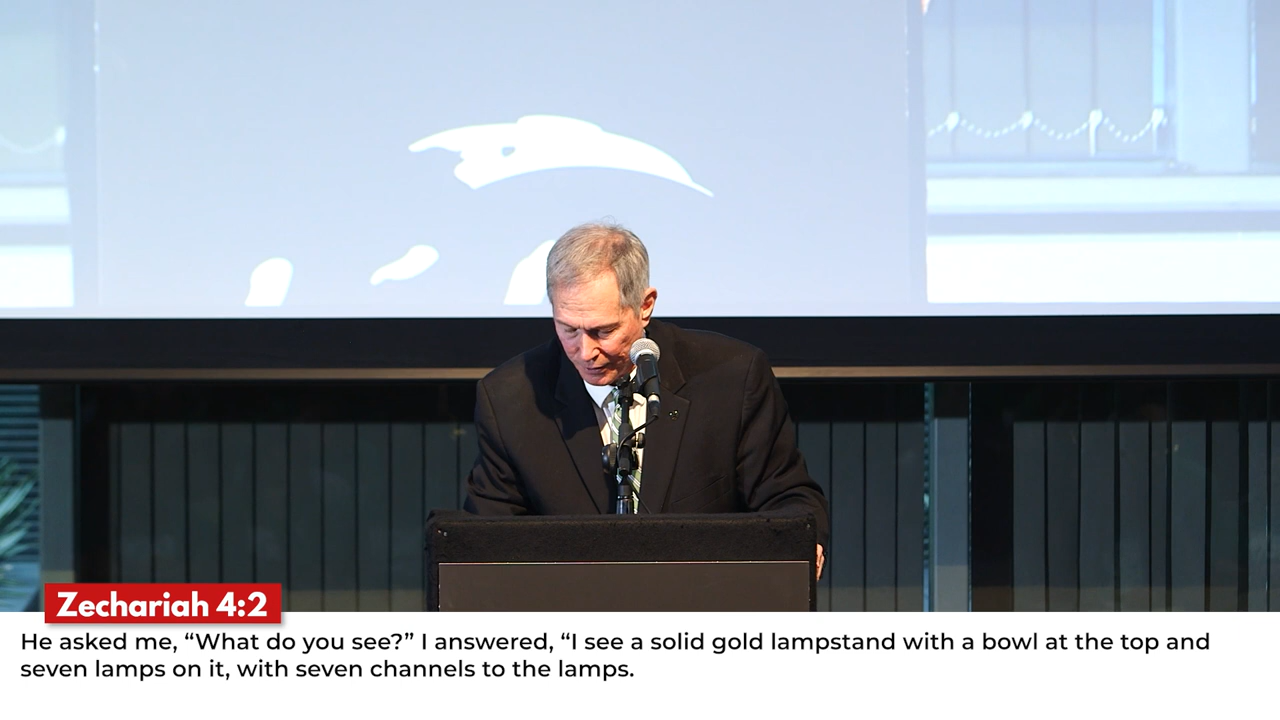 Zechariah 4:2
He asked me, “What do you see?” I answered, “I see a solid gold lampstand with a bowl at the top and
seven lamps on it, with seven channels to the lamps.